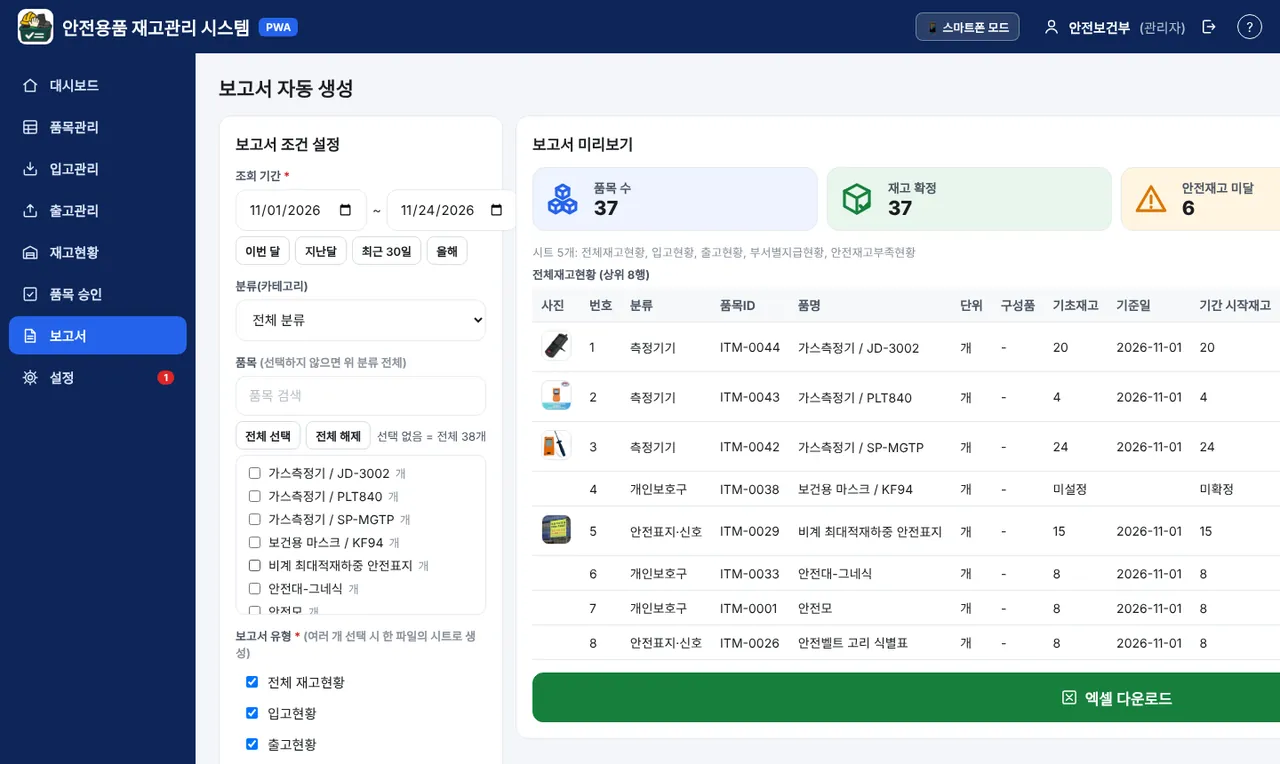 안전용품 재고관리 시스템 PWA
스마트폰 모드
안전보건부 (관리자)
?
대시보드
품목관리
입고관리
출고관리
재고현황
품목 승인
보고서
설정 1
보고서 자동 생성
보고서 조건 설정
조회 기간 *
11/01/2026 ~ 11/24/2026
이번 달 지난달 최근 30일 올해
분류(카테고리)
전체 분류
품목 (선택하지 않으면 위 분류 전체)
품목 검색
전체 선택 전체 해제 선택 없음 = 전체 38개
가스측정기 / JD-3002 개
가스측정기 / PLT840 개
가스측정기 / SP-MGTP 개
보건용 마스크 / KF94 개
비계 최대적재하중 안전표지 개
안전대-그네식 개
안전모 개
보고서 유형 * (여러 개 선택 시 한 파일의 시트로 생
성)
전체 재고현황
입고현황
출고현황
보고서 미리보기
품목 수
37
재고 확정
37
안전재고 미달
6
시트 5개: 전체재고현황, 입고현황, 출고현황, 부서별지급현황, 안전재고부족현황
전체재고현황 (상위 8행)
사진 번호 분류 품목ID 품명 단위 구성품 기초재고 기준일 기간 시작재고
1 측정기기 ITM-0044 가스측정기 / JD-3002 개 - 20 2026-11-01 20
2 측정기기 ITM-0043 가스측정기 / PLT840 개 - 4 2026-11-01 4
3 측정기기 ITM-0042 가스측정기 / SP-MGTP 개 - 24 2026-11-01 24
4 개인보호구 ITM-0038 보건용 마스크 / KF94 개 - 미설정 미확정
5 안전표지·신호 ITM-0029 비계 최대적재하중 안전표지 개 - 15 2026-11-01 15
6 개인보호구 ITM-0033 안전대-그네식 개 - 8 2026-11-01 8
7 개인보호구 ITM-0001 안전모 개 - 8 2026-11-01 8
8 안전표지·신호 ITM-0026 안전벨트 고리 식별표 개 - 8 2026-11-01 8
엑셀 다운로드